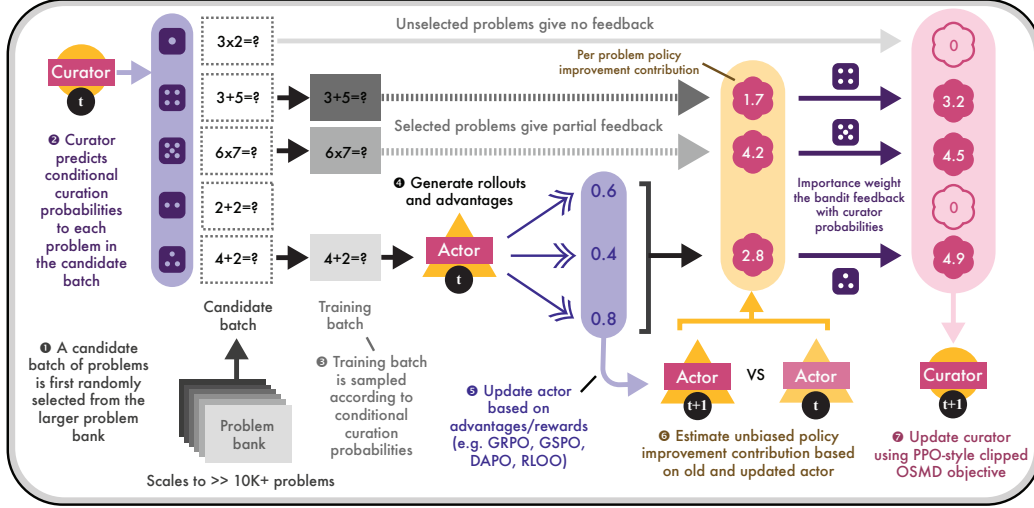 Unselected problems give no feedback
3x2=?
0
Curator
t
Per problem policy
improvement contribution
3+5=?
3+5=?
1.7
3.2
❷ Curator
predicts
conditional
curation
probabilities
to each
problem in
the candidate
batch
Selected problems give partial feedback
6x7=?
6x7=?
4.2
4.5
❹ Generate rollouts
and advantages
Importance weight
the bandit feedback
with curator
probabilities
2+2=?
0.6
0
4+2=?
4+2=?
Actor
t
0.4
2.8
4.9
0.8
Candidate
batch
Training
batch
❶ A candidate
batch of problems
is first randomly
selected from the
larger problem
bank
Problem
bank
Scales to >> 10K+ problems
❸ Training batch
is sampled
according to
conditional
curation
probabilities
❺ Update actor
based on
advantages/rewards
(e.g. GRPO, GSPO,
DAPO, RLOO)
Actor
t+1
VS
Actor
t
Curator
t+1
❻ Estimate unbiased policy
improvement contribution based
on old and updated actor
❼ Update curator
using PPO-style clipped
OSMD objective